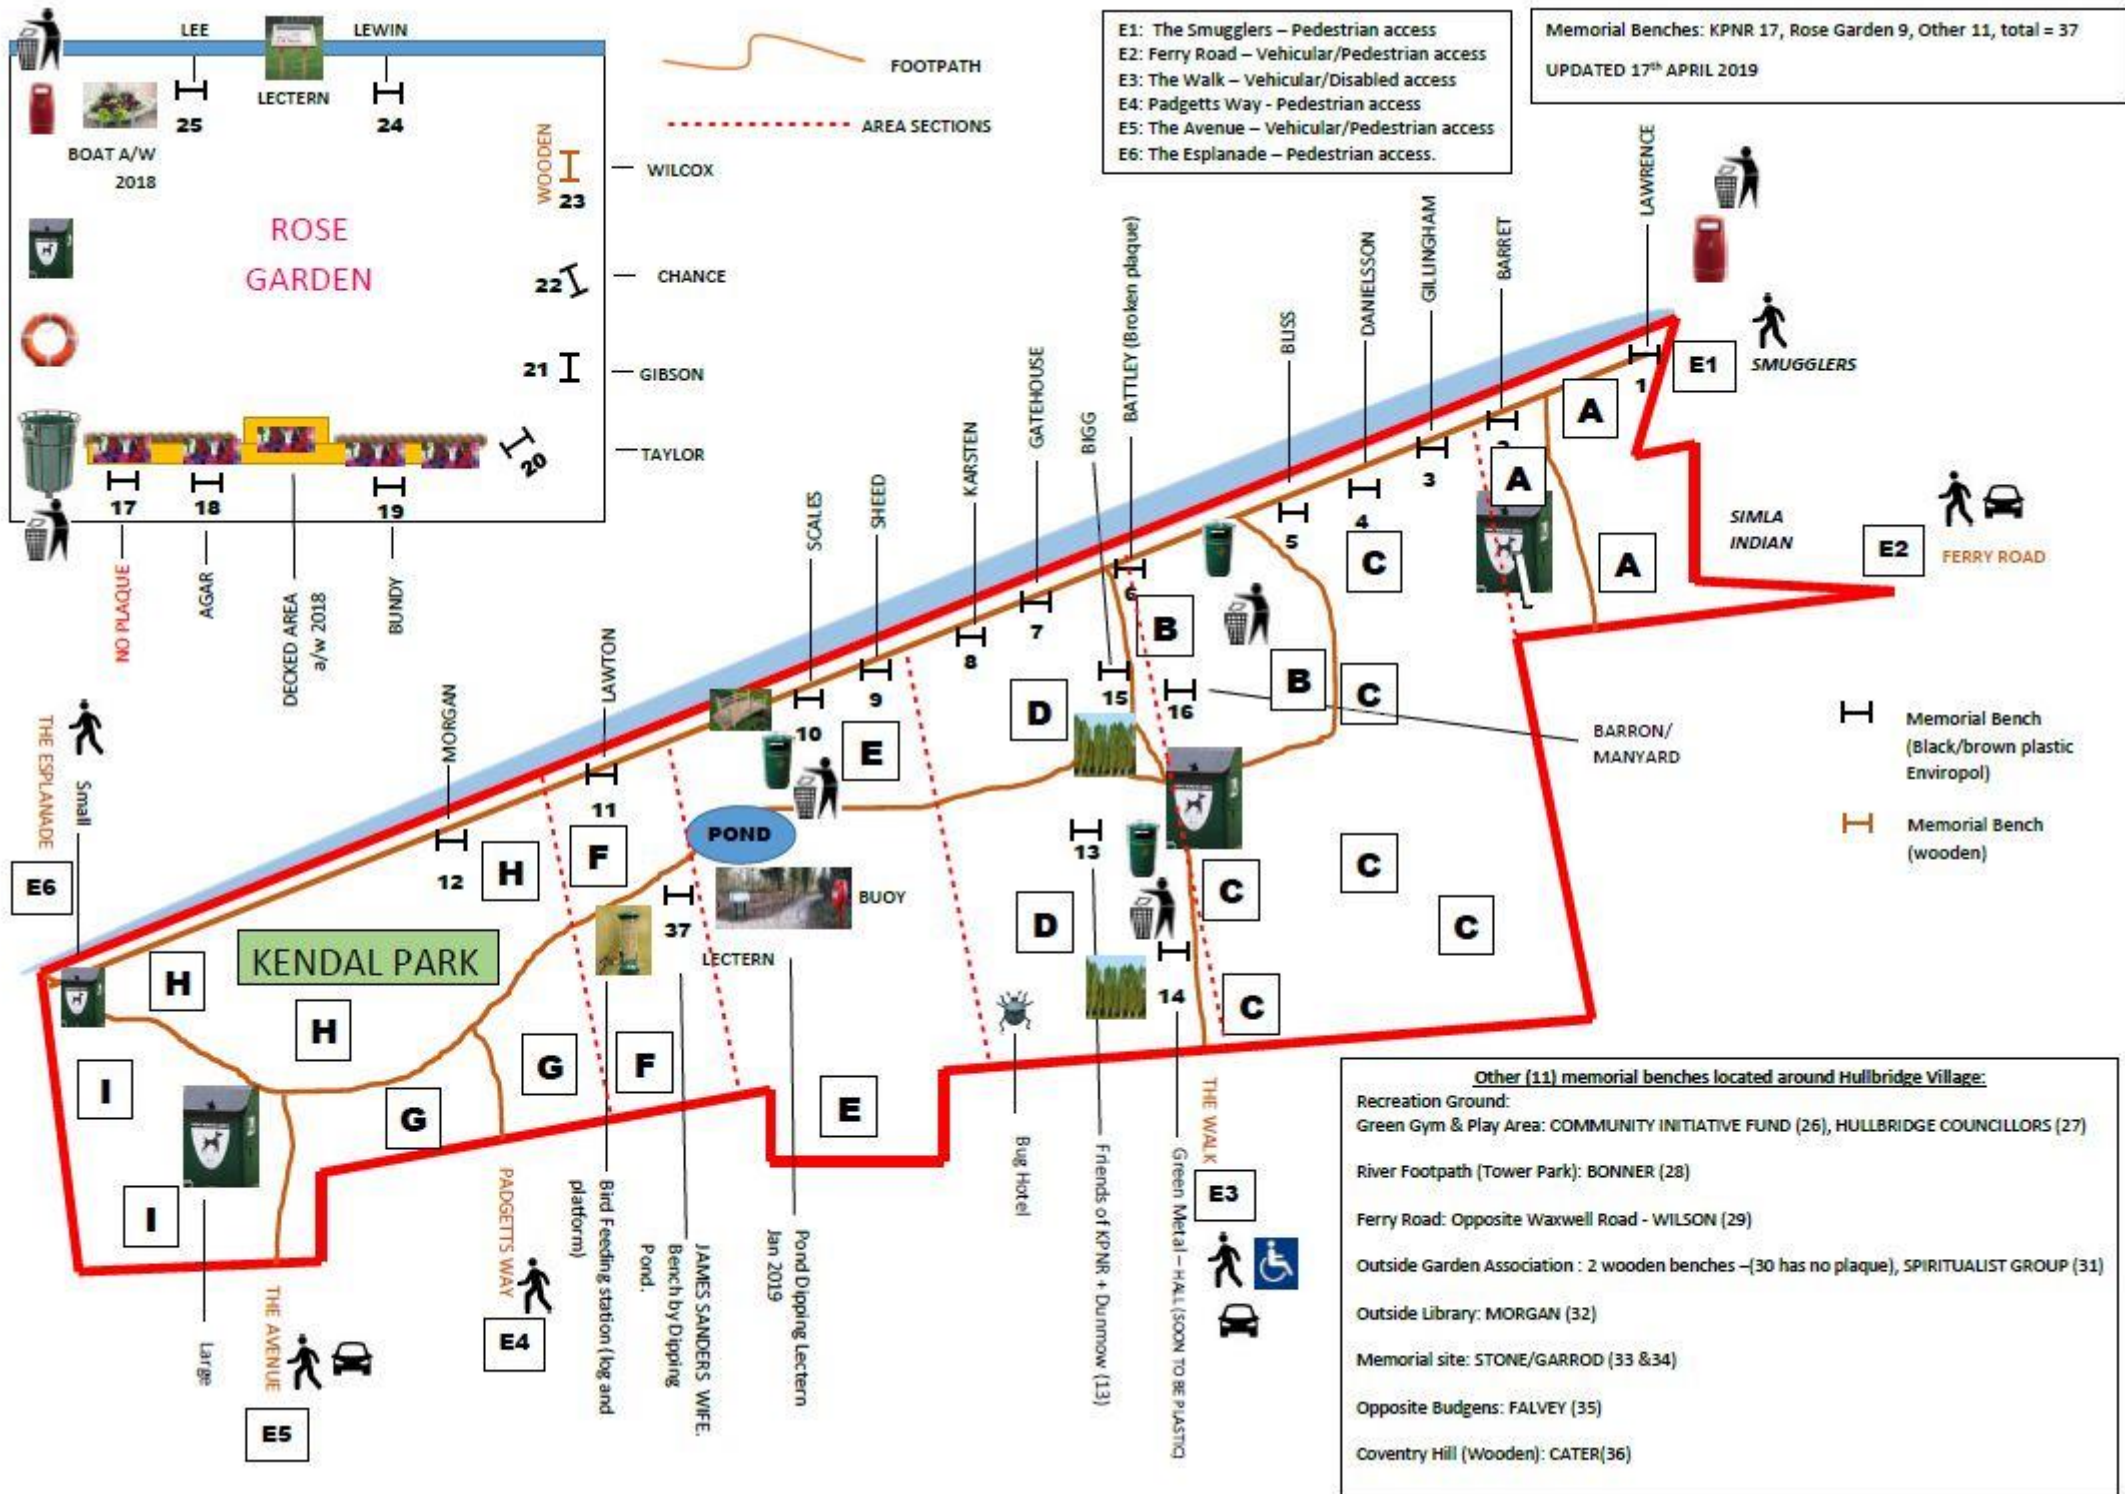 LEE
LEWIN
LECTERN
25
24
BOAT A/W
2018
WOODEN
23
WILCOX
ROSE
GARDEN
22
CHANCE
21
GIBSON
20
TAYLOR
17
18
19
NO PLAQUE
AGAR
DECKED AREA
a/w 2018
BUNDY
FOOTPATH
AREA SECTIONS
E1: The Smugglers – Pedestrian access
E2: Ferry Road – Vehicular/Pedestrian access
E3: The Walk – Vehicular/Disabled access
E4: Padgetts Way - Pedestrian access
E5: The Avenue – Vehicular/Pedestrian access
E6: The Esplanade – Pedestrian access.
Memorial Benches: KPNR 17, Rose Garden 9, Other 11, total = 37
UPDATED 17th APRIL 2019
LAWRENCE
BARRET
GILLINGHAM
DANIELSSON
BLISS
BATTLEY (Broken plaque)
BIGG
GATEHOUSE
KARSTEN
SHEED
SCALES
LAWTON
MORGAN
1
E1
SMUGGLERS
A
A
A
3
4
5
6
7
8
9
10
11
12
SIMLA
INDIAN
E2
FERRY ROAD
C
B
B
C
15
16
D
E
BARRON/
MANYARD
Memorial Bench
(Black/brown plastic
Enviropol)
Memorial Bench
(wooden)
THE ESPLANADE
Small
E6
POND
13
F
H
C
C
C
D
37
BUOY
LECTERN
KENDAL PARK
H
H
14
C
G
F
I
G
E
I
THE WALK
E3
Bug Hotel
Friends of KPNR + Dunmow (13)
Green Metal – HALL (SOON TO BE PLASTIC)
Pond Dipping Lectern
Jan 2019
JAMES SANDERS WIFE.
Bench by Dipping
Pond.
Bird Feeding station (log and
platform)
PADGETTS WAY
E4
THE AVENUE
E5
Large
Other (11) memorial benches located around Hullbridge Village:
Recreation Ground:
Green Gym & Play Area: COMMUNITY INITIATIVE FUND (26), HULLBRIDGE COUNCILLORS (27)
River Footpath (Tower Park): BONNER (28)
Ferry Road: Opposite Waxwell Road - WILSON (29)
Outside Garden Association : 2 wooden benches –(30 has no plaque), SPIRITUALIST GROUP (31)
Outside Library: MORGAN (32)
Memorial site: STONE/GARROD (33 &34)
Opposite Budgens: FALVEY (35)
Coventry Hill (Wooden): CATER(36)